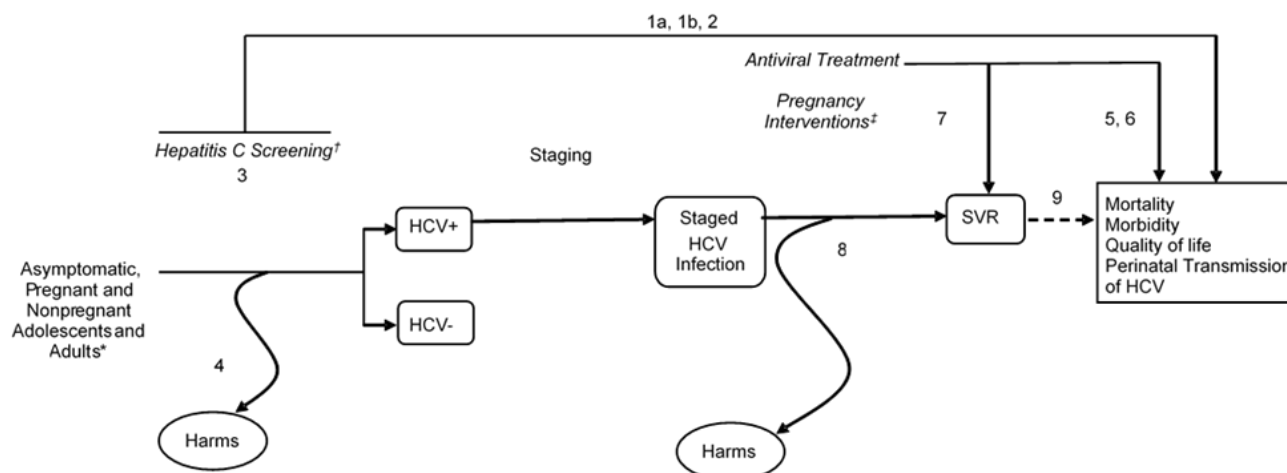 1a, 1b, 2
Antiviral Treatment
Pregnancy
Interventions‡
7
5, 6
Hepatitis C Screening†
3
Staging
HCV+
Staged
HCV
Infection
8
SVR
9
Mortality
Morbidity
Quality of life
Perinatal Transmission
of HCV
Asymptomatic,
Pregnant and
Nonpregnant
Adolescents and
Adults*
HCV-
4
Harms
Harms